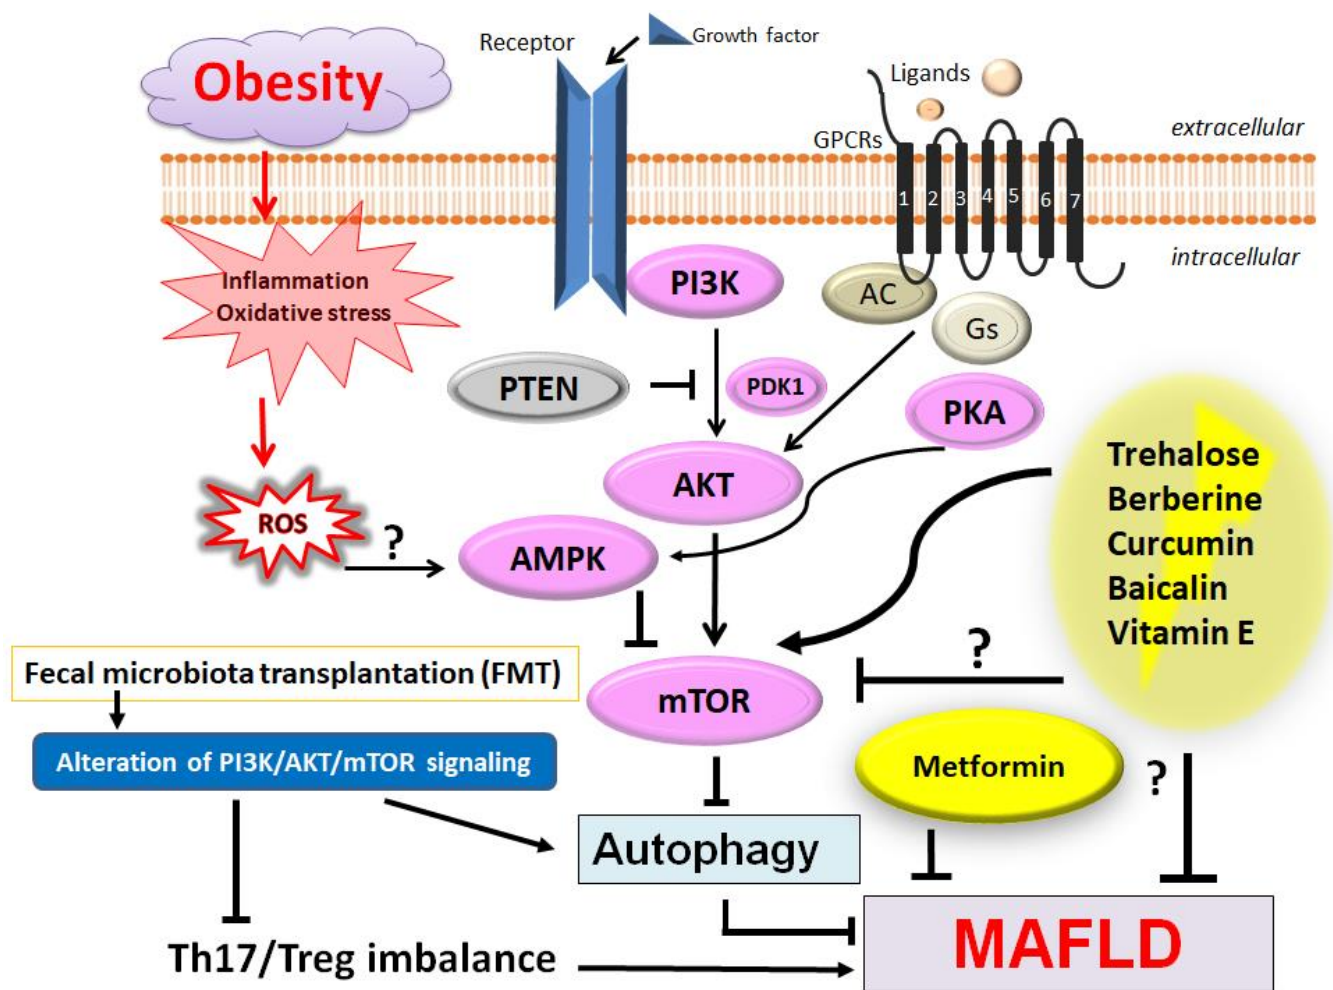 Obesity
Receptor
Growth factor
Ligands
GPCRs
extracellular
1 2 3 4 5 6 7
intracellular
Inflammation
Oxidative stress
PI3K
AC
Gs
PTEN
PDK1
PKA
AKT
ROS
?
AMPK
Trehalose
Berberine
Curcumin
Baicalin
Vitamin E
?
Fecal microbiota transplantation (FMT)
mTOR
Alteration of PI3K/AKT/mTOR signaling
Metformin
?
Autophagy
MAFLD
Th17/Treg imbalance